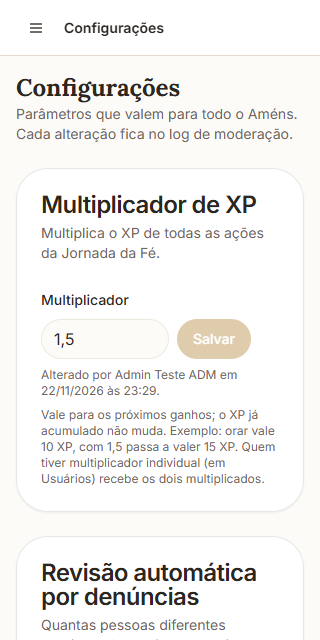 Configurações
Configurações
Parâmetros que valem para todo o Améns.
Cada alteração fica no log de moderação.
Multiplicador de XP
Multiplica o XP de todas as ações
da Jornada da Fé.
Multiplicador
1,5
Salvar
Alterado por Admin Teste ADM em
22/11/2026 às 23:29.
Vale para os próximos ganhos; o XP já
acumulado não muda. Exemplo: orar vale
10 XP, com 1,5 passa a valer 15 XP. Quem
tiver multiplicador individual (em
Usuários) recebe os dois multiplicados.
Revisão automática
por denúncias
Quantas pessoas diferentes